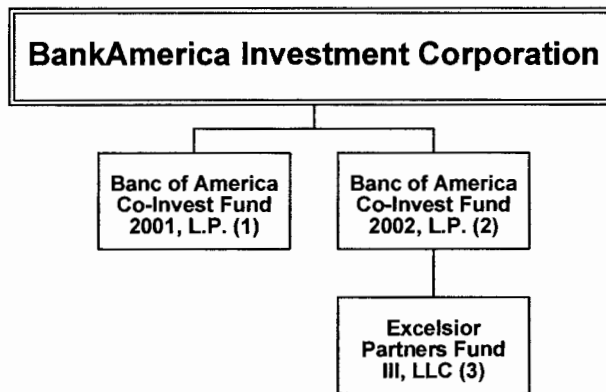 BankAmerica Investment Corporation
Banc of America
Co-Invest Fund
2001, L.P. (1)
Banc of America
Co-Invest Fund
2002, L.P. (2)
Excelsior
Partners Fund
III, LLC (3)